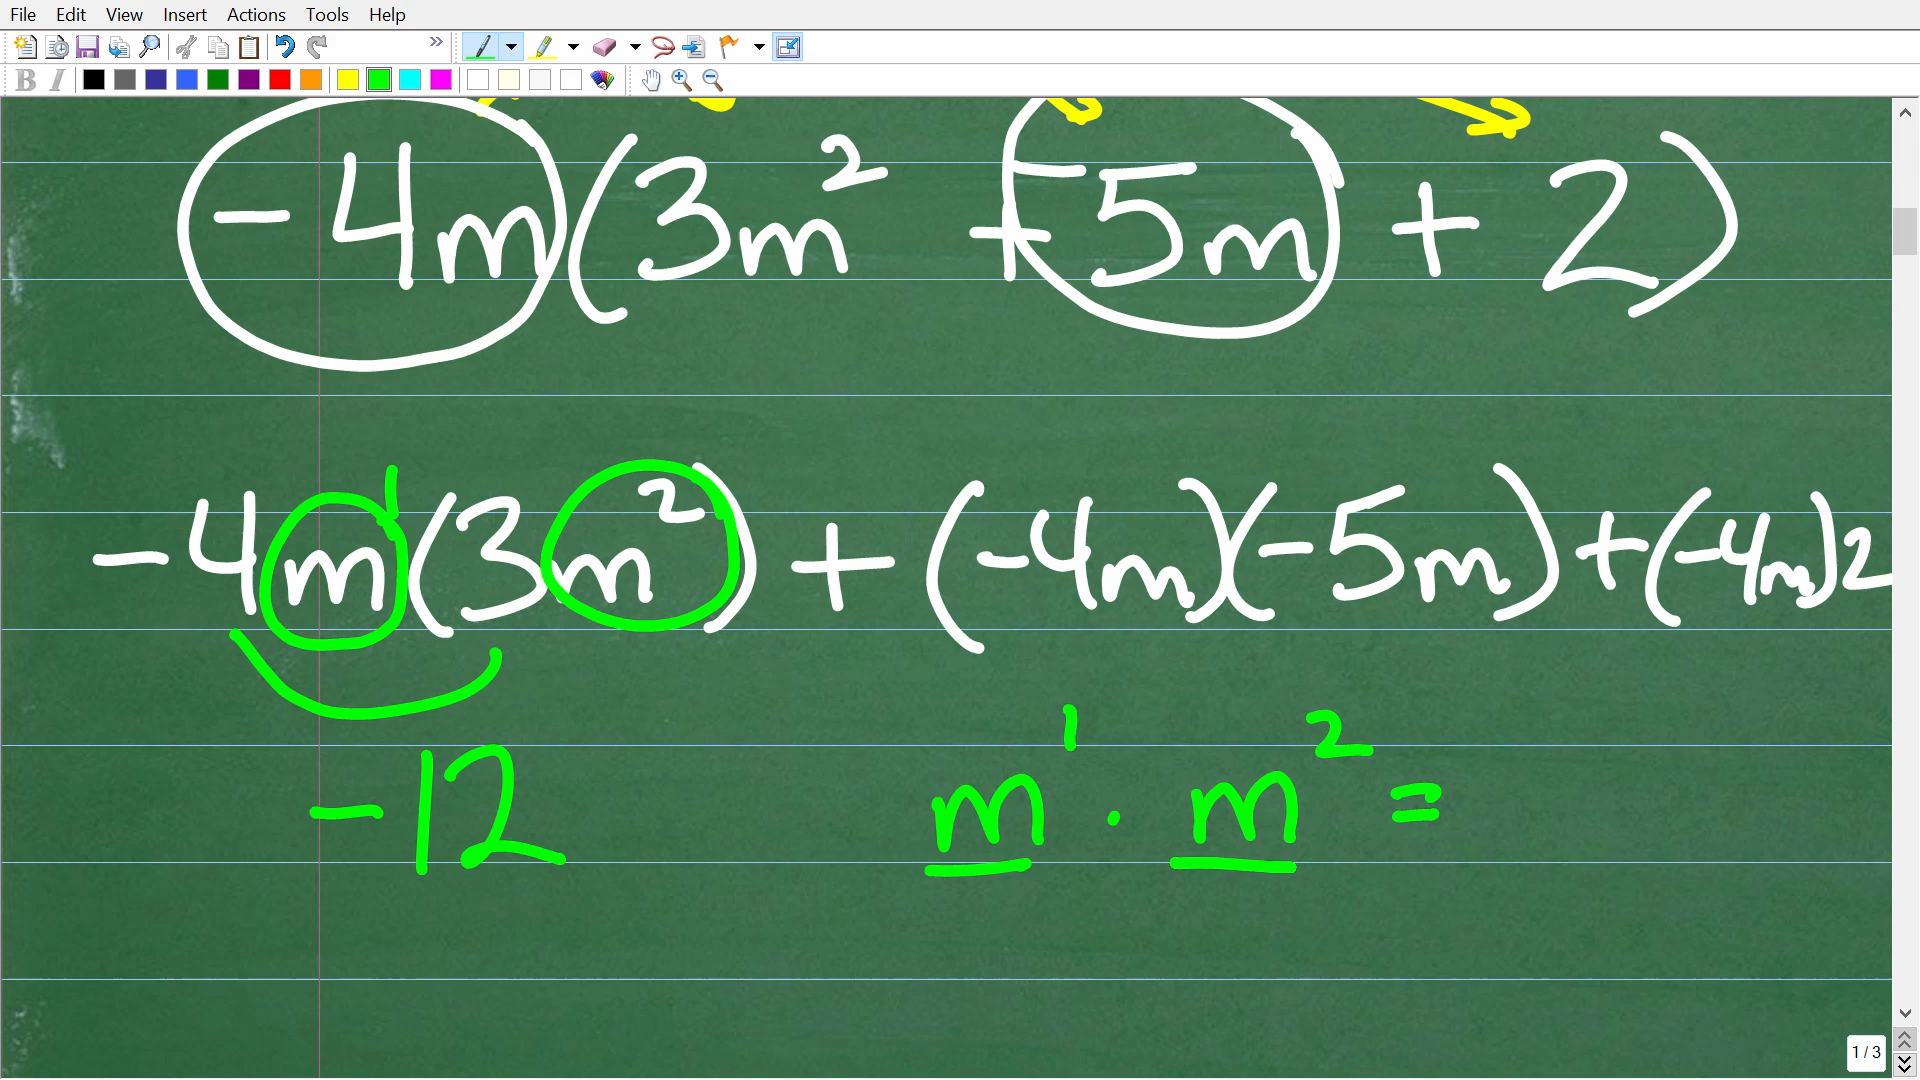 File Edit View Insert Actions Tools Help
B I
-4m(3m² + -5m + 2)
-4m¹(3m²) + (-4m)(-5m) + (-4m)2
-12 m¹ · m² =
1 / 3